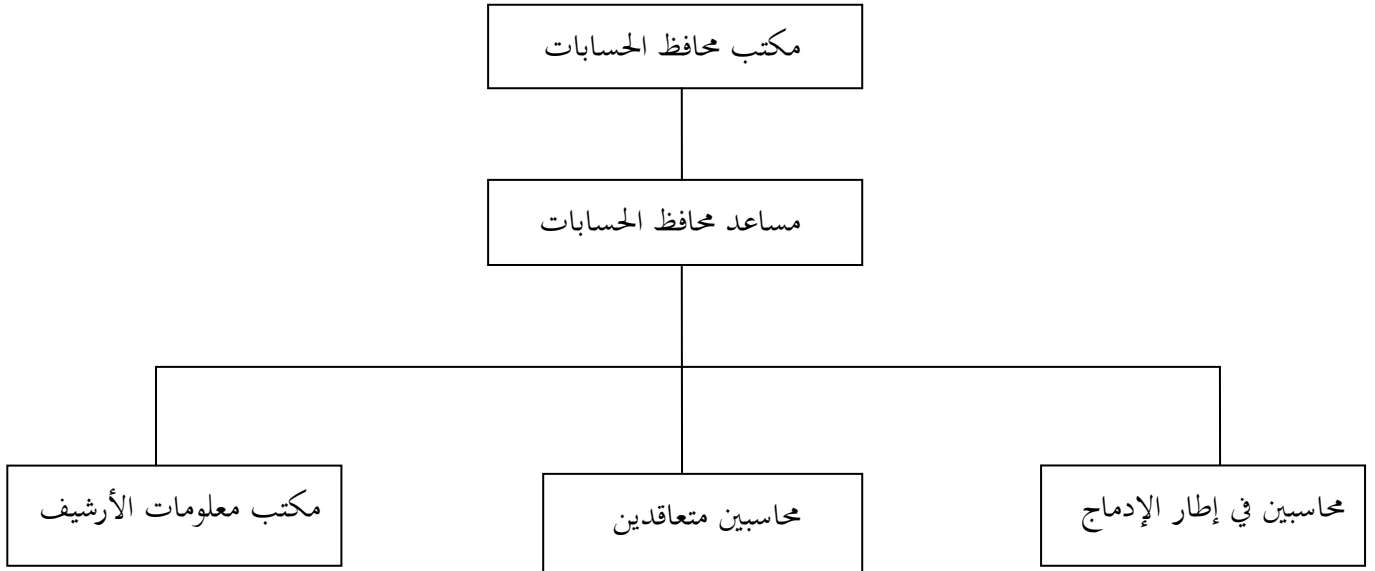 مكتب محافظ الحسابات
مساعد محافظ الحسابات
محاسبين في إطار الإدماج
محاسبين متعاقدين
مكتب معلومات الأرشيف